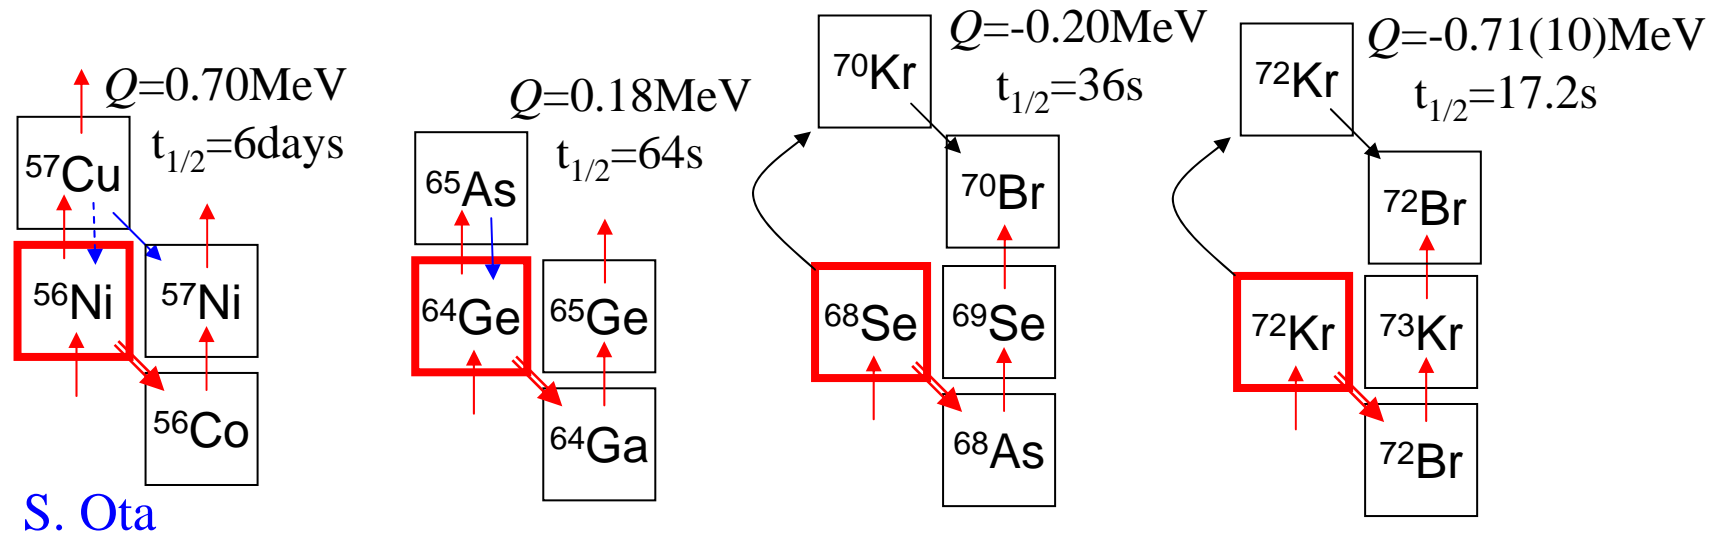 Q=0.70MeV
t1/2=6days
⁵⁷Cu
⁵⁶Ni
⁵⁷Ni
⁵⁶Co
S. Ota
Q=0.18MeV
t1/2=64s
⁶⁵As
⁶⁴Ge
⁶⁵Ge
⁶⁴Ga
Q=-0.20MeV
t1/2=36s
⁷⁰Kr
⁷⁰Br
⁶⁸Se
⁶⁹Se
⁶⁸As
Q=-0.71(10)MeV
t1/2=17.2s
⁷²Kr
⁷²Br
⁷²Kr
⁷³Kr
⁷²Br